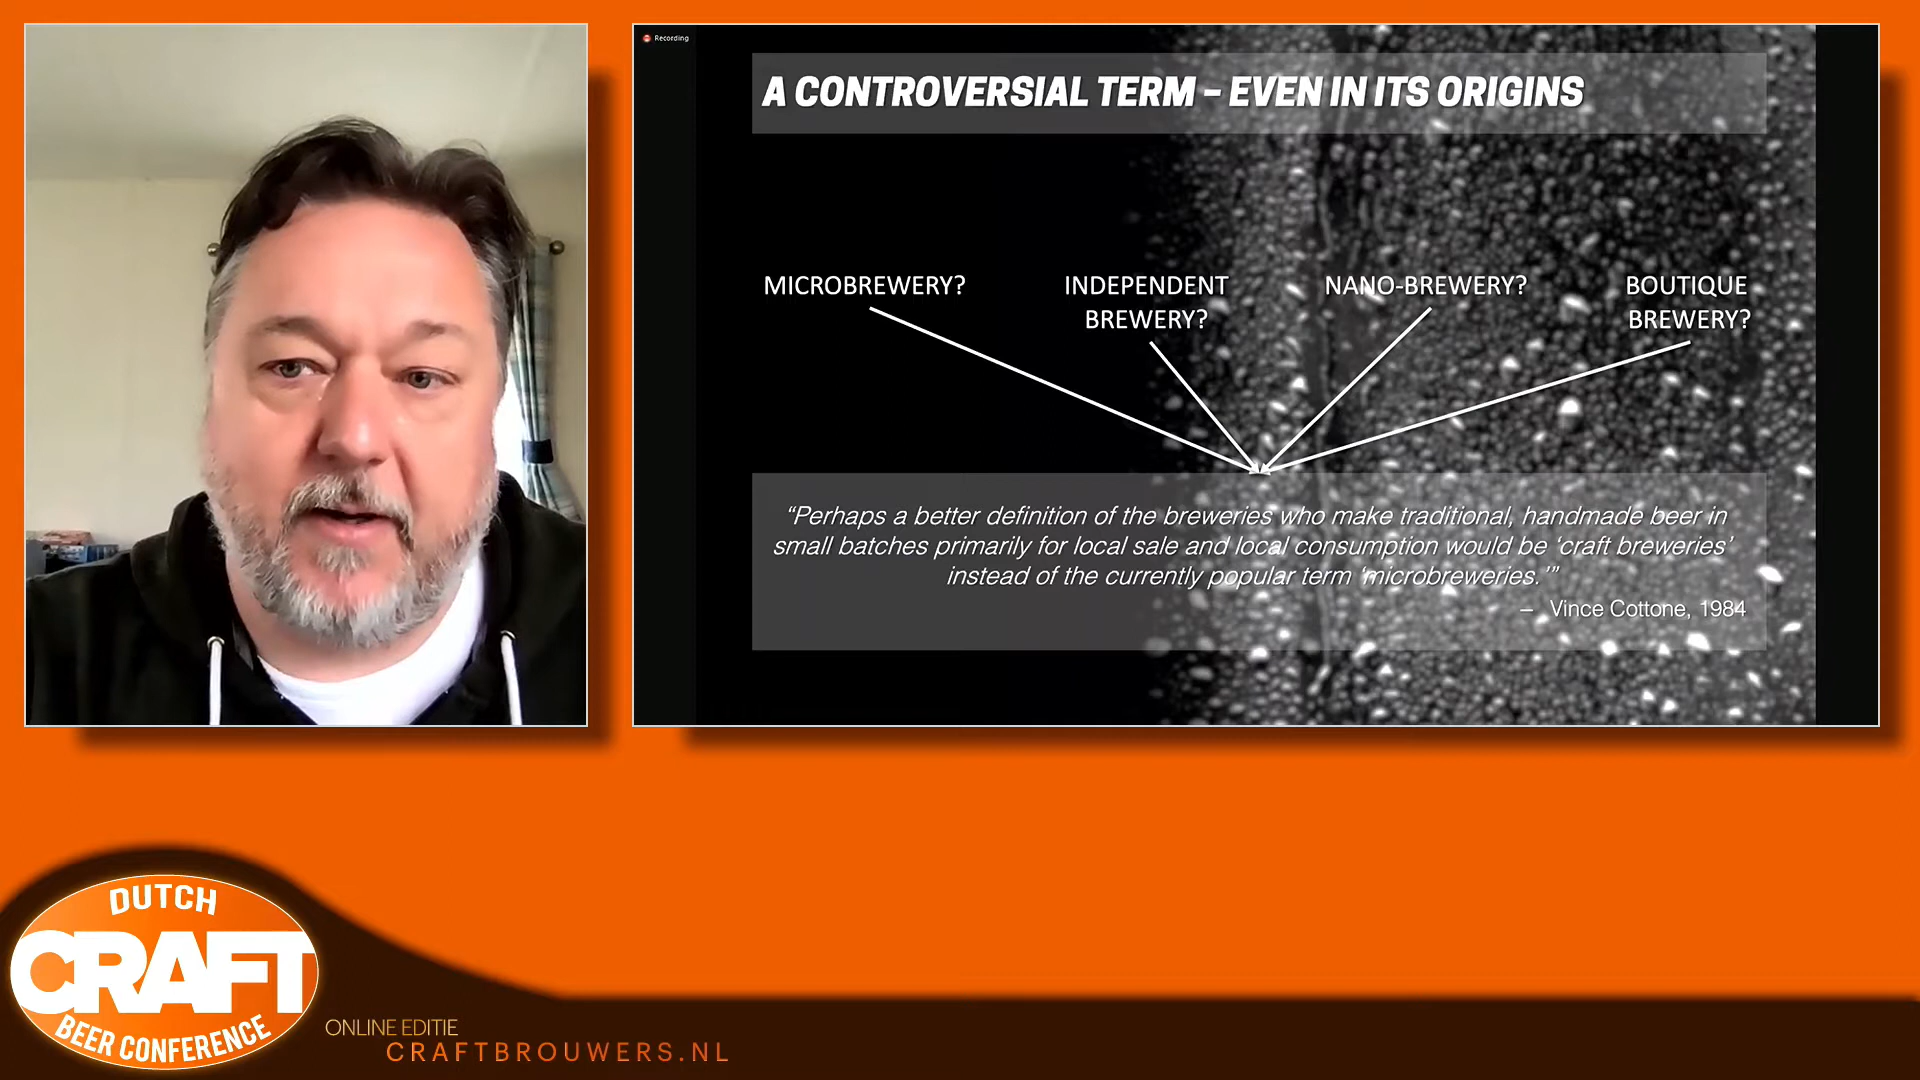 Recording
A CONTROVERSIAL TERM – EVEN IN ITS ORIGINS
MICROBREWERY?
INDEPENDENT
BREWERY?
NANO-BREWERY?
BOUTIQUE
BREWERY?
“Perhaps a better definition of the breweries who make traditional, handmade beer in
small batches primarily for local sale and local consumption would be ‘craft breweries’
instead of the currently popular term ‘microbreweries.’”
– Vince Cottone, 1984
DUTCH
CRAFT
BEER CONFERENCE
ONLINE EDITIE
CRAFTBROUWERS.NL